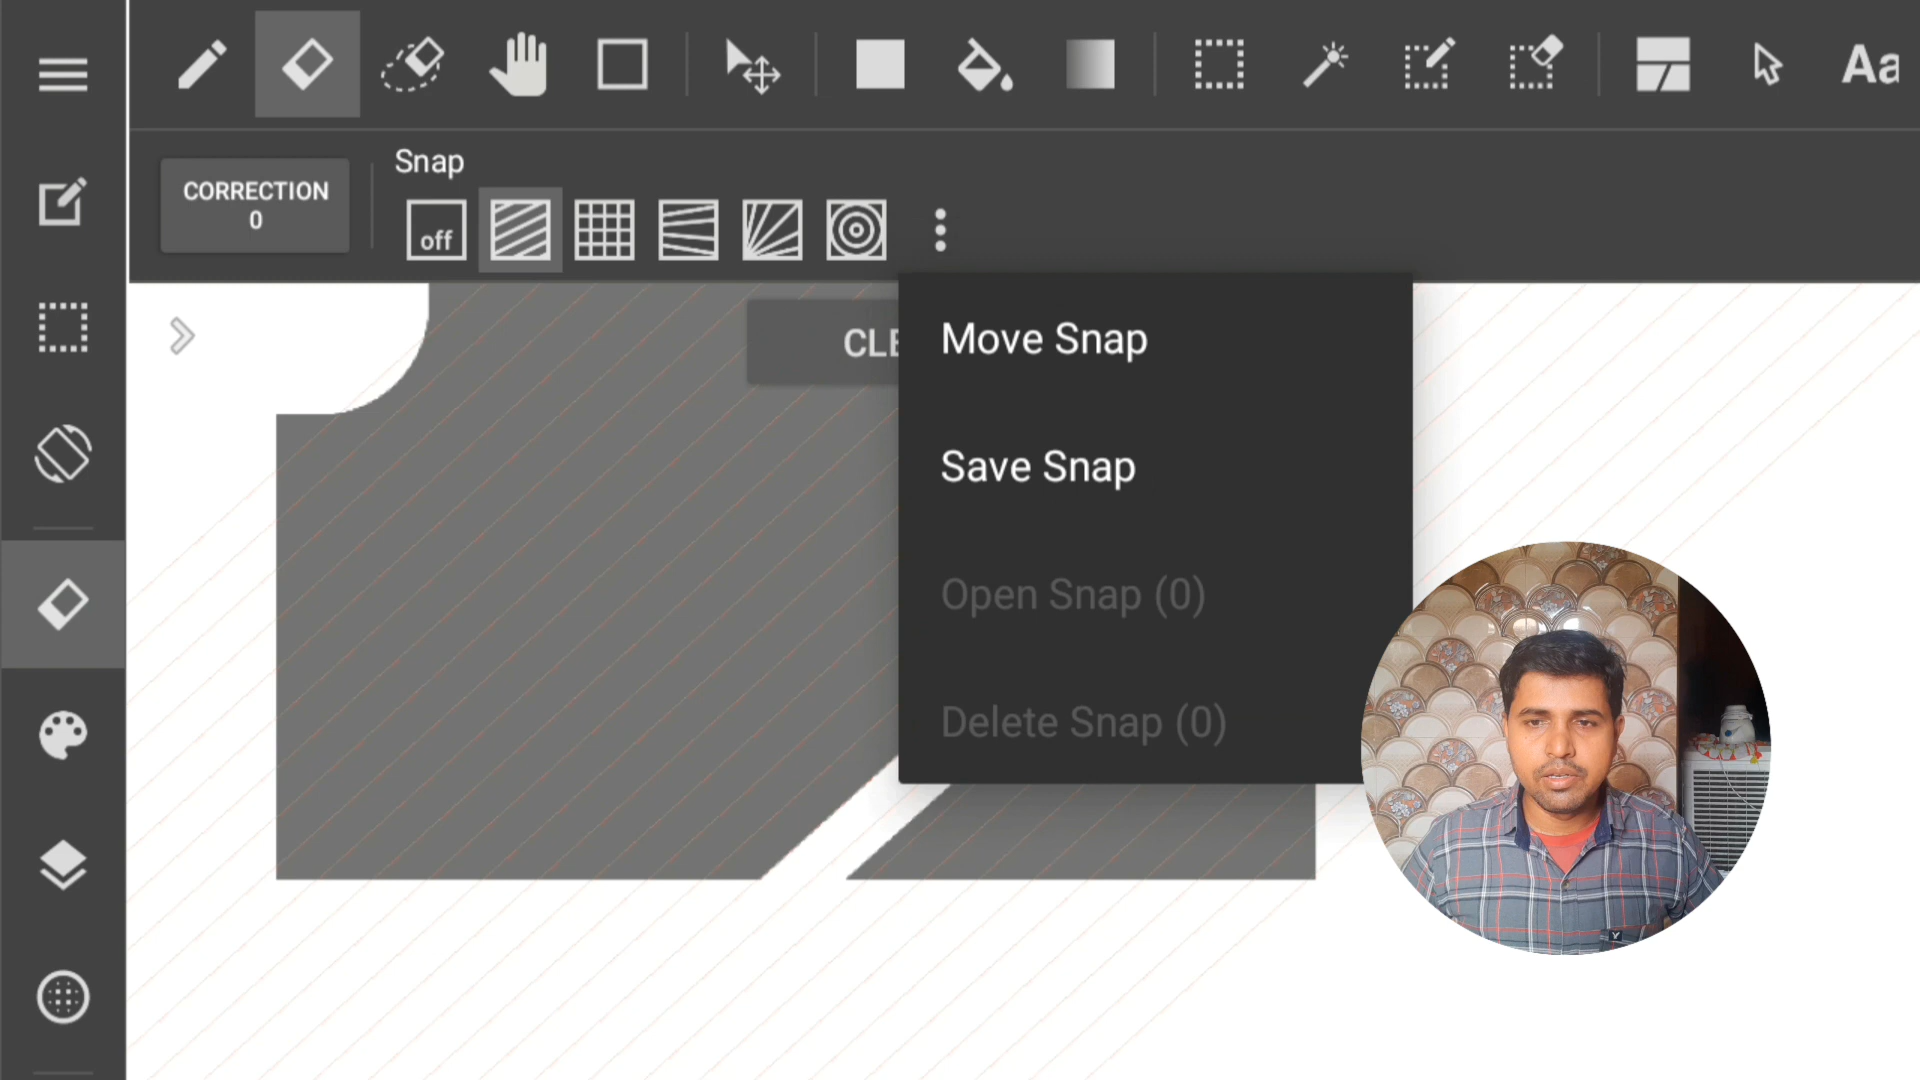 Aa
CORRECTION
0
Snap
off
CLE
Move Snap
Save Snap
Open Snap (0)
Delete Snap (0)